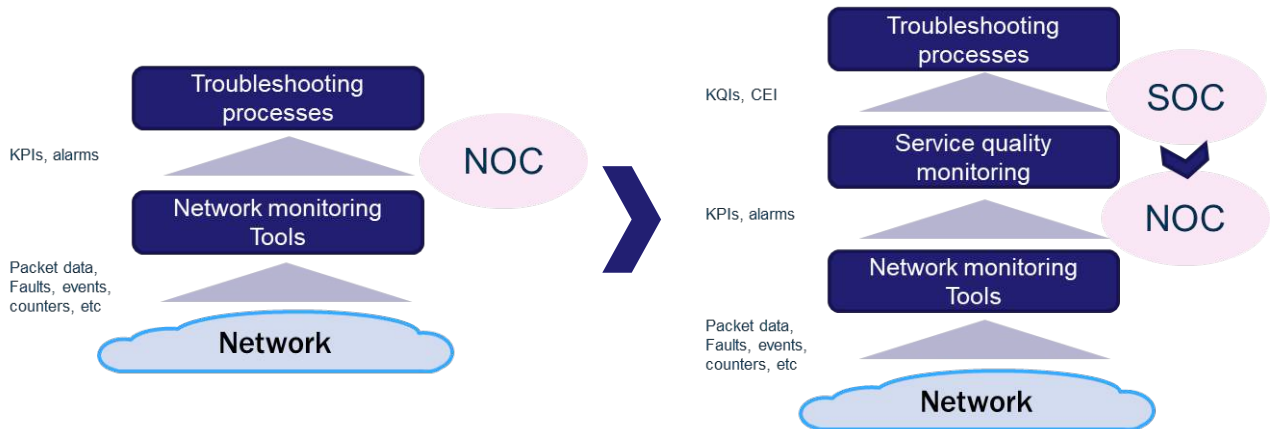 Troubleshooting
processes
KPIs, alarms
NOC
Network monitoring
Tools
Packet data,
Faults, events,
counters, etc
Network
Troubleshooting
processes
KQIs, CEI
SOC
Service quality
monitoring
KPIs, alarms
NOC
Network monitoring
Tools
Packet data,
Faults, events,
counters, etc
Network